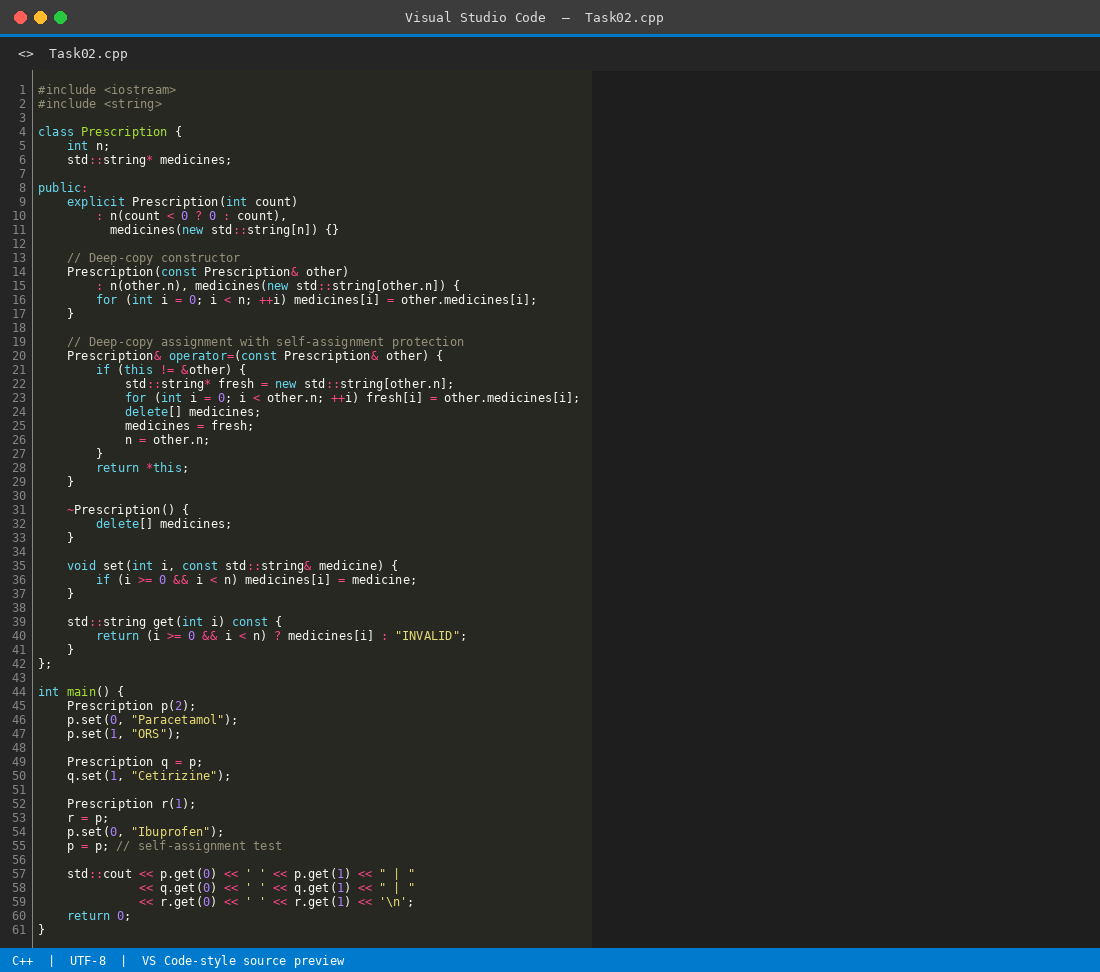 Visual Studio Code — Task02.cpp
<> Task02.cpp
1 #include <iostream>
2 #include <string>
3
4 class Prescription {
5     int n;
6     std::string* medicines;
7
8 public:
9     explicit Prescription(int count)
10         : n(count < 0 ? 0 : count),
11           medicines(new std::string[n]) {}
12
13     // Deep-copy constructor
14     Prescription(const Prescription& other)
15         : n(other.n), medicines(new std::string[other.n]) {
16         for (int i = 0; i < n; ++i) medicines[i] = other.medicines[i];
17     }
18
19     // Deep-copy assignment with self-assignment protection
20     Prescription& operator=(const Prescription& other) {
21         if (this != &other) {
22             std::string* fresh = new std::string[other.n];
23             for (int i = 0; i < other.n; ++i) fresh[i] = other.medicines[i];
24             delete[] medicines;
25             medicines = fresh;
26             n = other.n;
27         }
28         return *this;
29     }
30
31     ~Prescription() {
32         delete[] medicines;
33     }
34
35     void set(int i, const std::string& medicine) {
36         if (i >= 0 && i < n) medicines[i] = medicine;
37     }
38
39     std::string get(int i) const {
40         return (i >= 0 && i < n) ? medicines[i] : "INVALID";
41     }
42 };
43
44 int main() {
45     Prescription p(2);
46     p.set(0, "Paracetamol");
47     p.set(1, "ORS");
48
49     Prescription q = p;
50     q.set(1, "Cetirizine");
51
52     Prescription r(1);
53     r = p;
54     p.set(0, "Ibuprofen");
55     p = p; // self-assignment test
56
57     std::cout << p.get(0) << ' ' << p.get(1) << " | "
58               << q.get(0) << ' ' << q.get(1) << " | "
59               << r.get(0) << ' ' << r.get(1) << '\n';
60     return 0;
61 }
C++ | UTF-8 | VS Code-style source preview